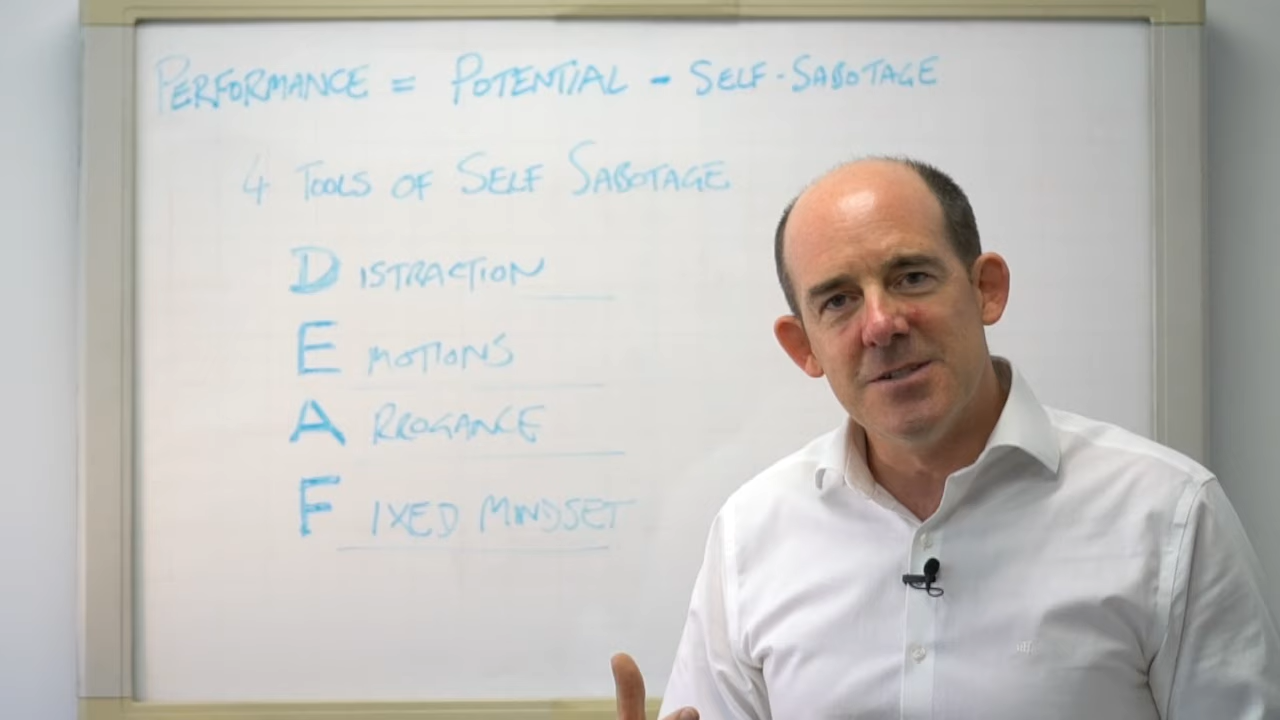 PERFORMANCE = POTENTIAL - SELF-SABOTAGE
4 TOOLS OF SELF SABOTAGE
DISTRACTION
EMOTIONS
ARROGANCE
FIXED MINDSET